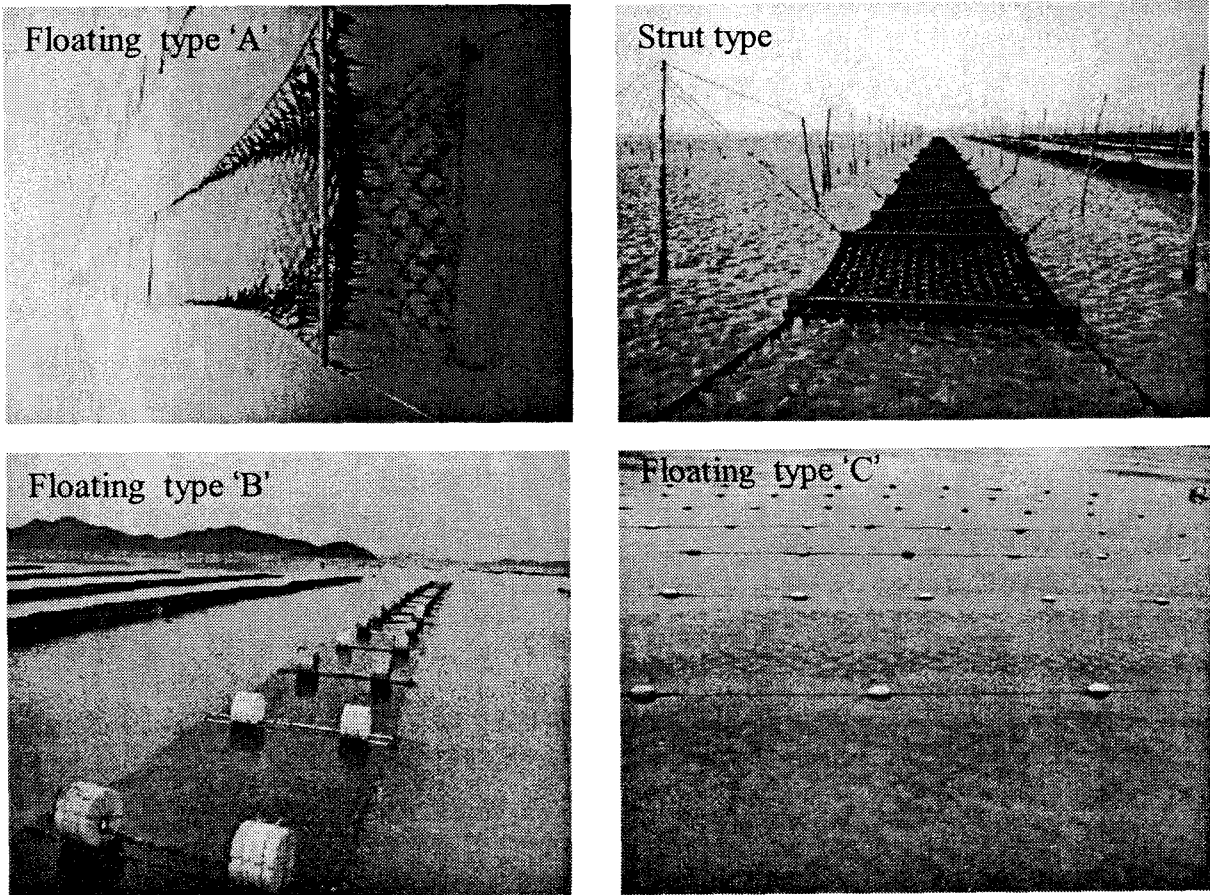 Floating type ‘A’
Strut type
Floating type ‘B’
Floating type ‘C’